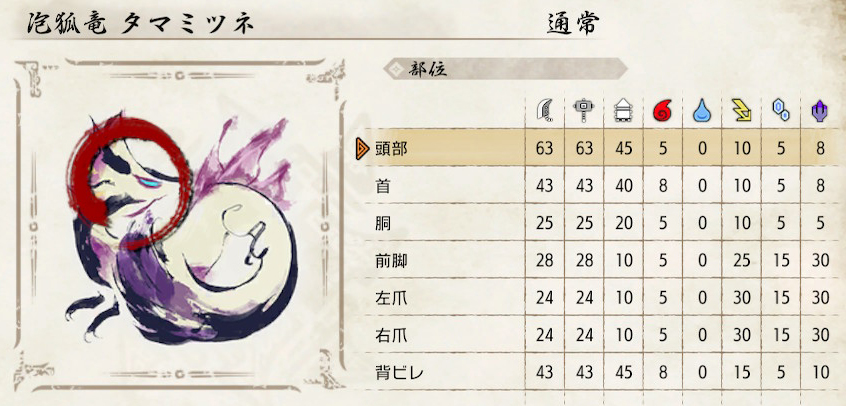 泡狐竜 タマミツネ 通常
部位
頭部 63 63 45 5 0 10 5 8
首 43 43 40 8 0 10 5 8
胴 25 25 20 5 0 10 5 5
前脚 28 28 10 5 0 25 15 30
左爪 24 24 10 5 0 30 15 30
右爪 24 24 10 5 0 30 15 30
背ビレ 43 43 45 8 0 15 5 10